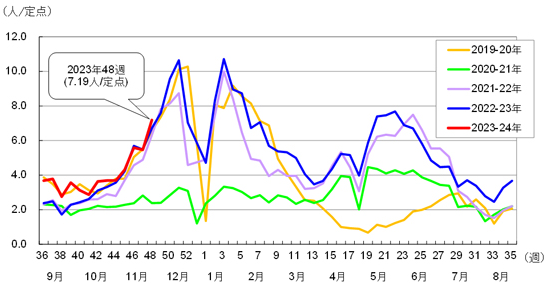 (人/定点)
12.0
10.0
8.0
6.0
4.0
2.0
0.0
2023年48週
(7.19人/定点)
2019-20年
2020-21年
2021-22年
2022-23年
2023-24年
36 38 40 42 44 46 48 50 52 1 3 5 7 9 11 13 15 17 19 21 23 25 27 29 31 33 35 (週)
9月 10月 11月 12月 1月 2月 3月 4月 5月 6月 7月 8月